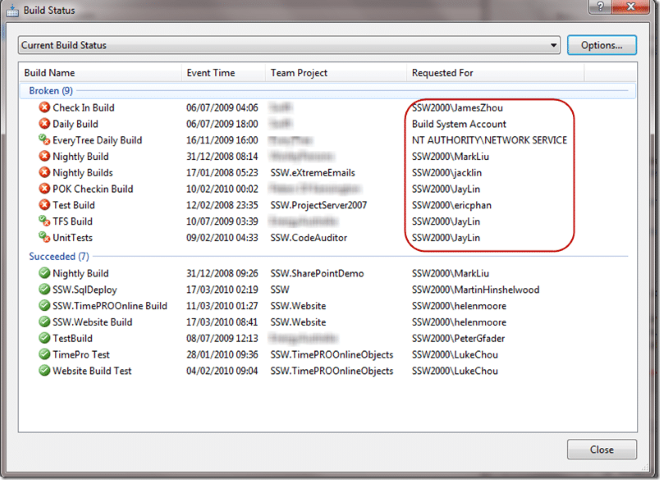 Build Status
Current Build Status Options...
Build Name Event Time Team Project Requested For
Broken (9)
Check In Build 06/07/2009 04:06 SSW2000\JamesZhou
Daily Build 06/07/2009 18:00 Build System Account
EveryTree Daily Build 16/11/2009 16:00 NT AUTHORITY\NETWORK SERVICE
Nightly Build 31/12/2008 08:14 SSW2000\MarkLiu
Nightly Builds 17/01/2008 05:23 SSW.eXtremeEmails SSW2000\jacklin
POK Checkin Build 10/02/2010 00:02 SSW2000\JayLin
Test Build 12/02/2008 23:35 SSW.ProjectServer2007 SSW2000\ericphan
TFS Build 10/07/2009 03:39 SSW2000\JayLin
UnitTests 09/02/2010 04:33 SSW.CodeAuditor SSW2000\JayLin
Succeeded (7)
Nightly Build 31/12/2008 09:26 SSW.SharePointDemo SSW2000\MarkLiu
SSW.SqlDeploy 17/03/2010 02:19 SSW SSW2000\MartinHinshelwood
SSW.TimePROOnline Build 11/03/2010 01:27 SSW.Website SSW2000\helenmoore
SSW.Website Build 17/03/2010 08:41 SSW.Website SSW2000\helenmoore
TestBuild 08/07/2009 12:13 SSW2000\PeterGfader
TimePro Test 28/01/2010 09:36 SSW.TimePROOnlineObjects SSW2000\LukeChou
Website Build Test 04/02/2010 09:04 SSW.TimePROOnlineObjects SSW2000\LukeChou
Close